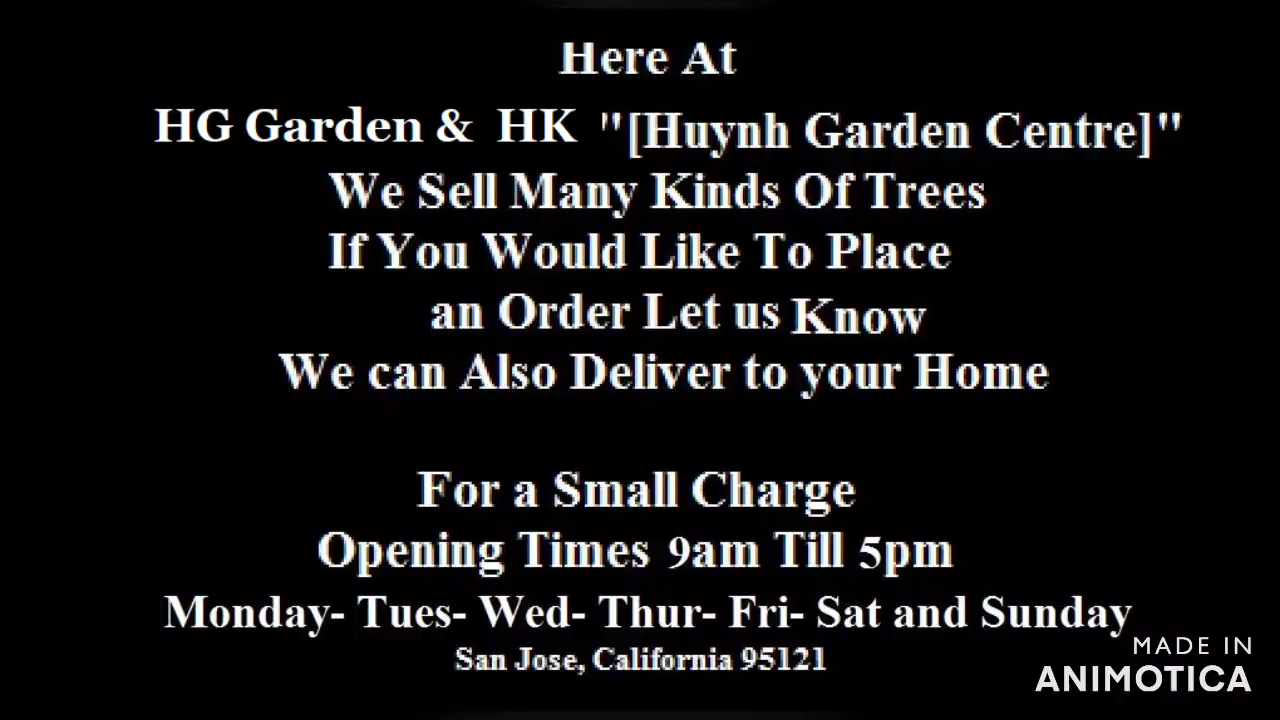 Here At
HG Garden & HK "[Huynh Garden Centre]"
We Sell Many Kinds Of Trees
If You Would Like To Place
an Order Let us Know
We can Also Deliver to your Home
For a Small Charge
Opening Times 9am Till 5pm
Monday- Tues- Wed- Thur- Fri- Sat and Sunday
San Jose, California 95121
MADE IN
ANIMOTICA